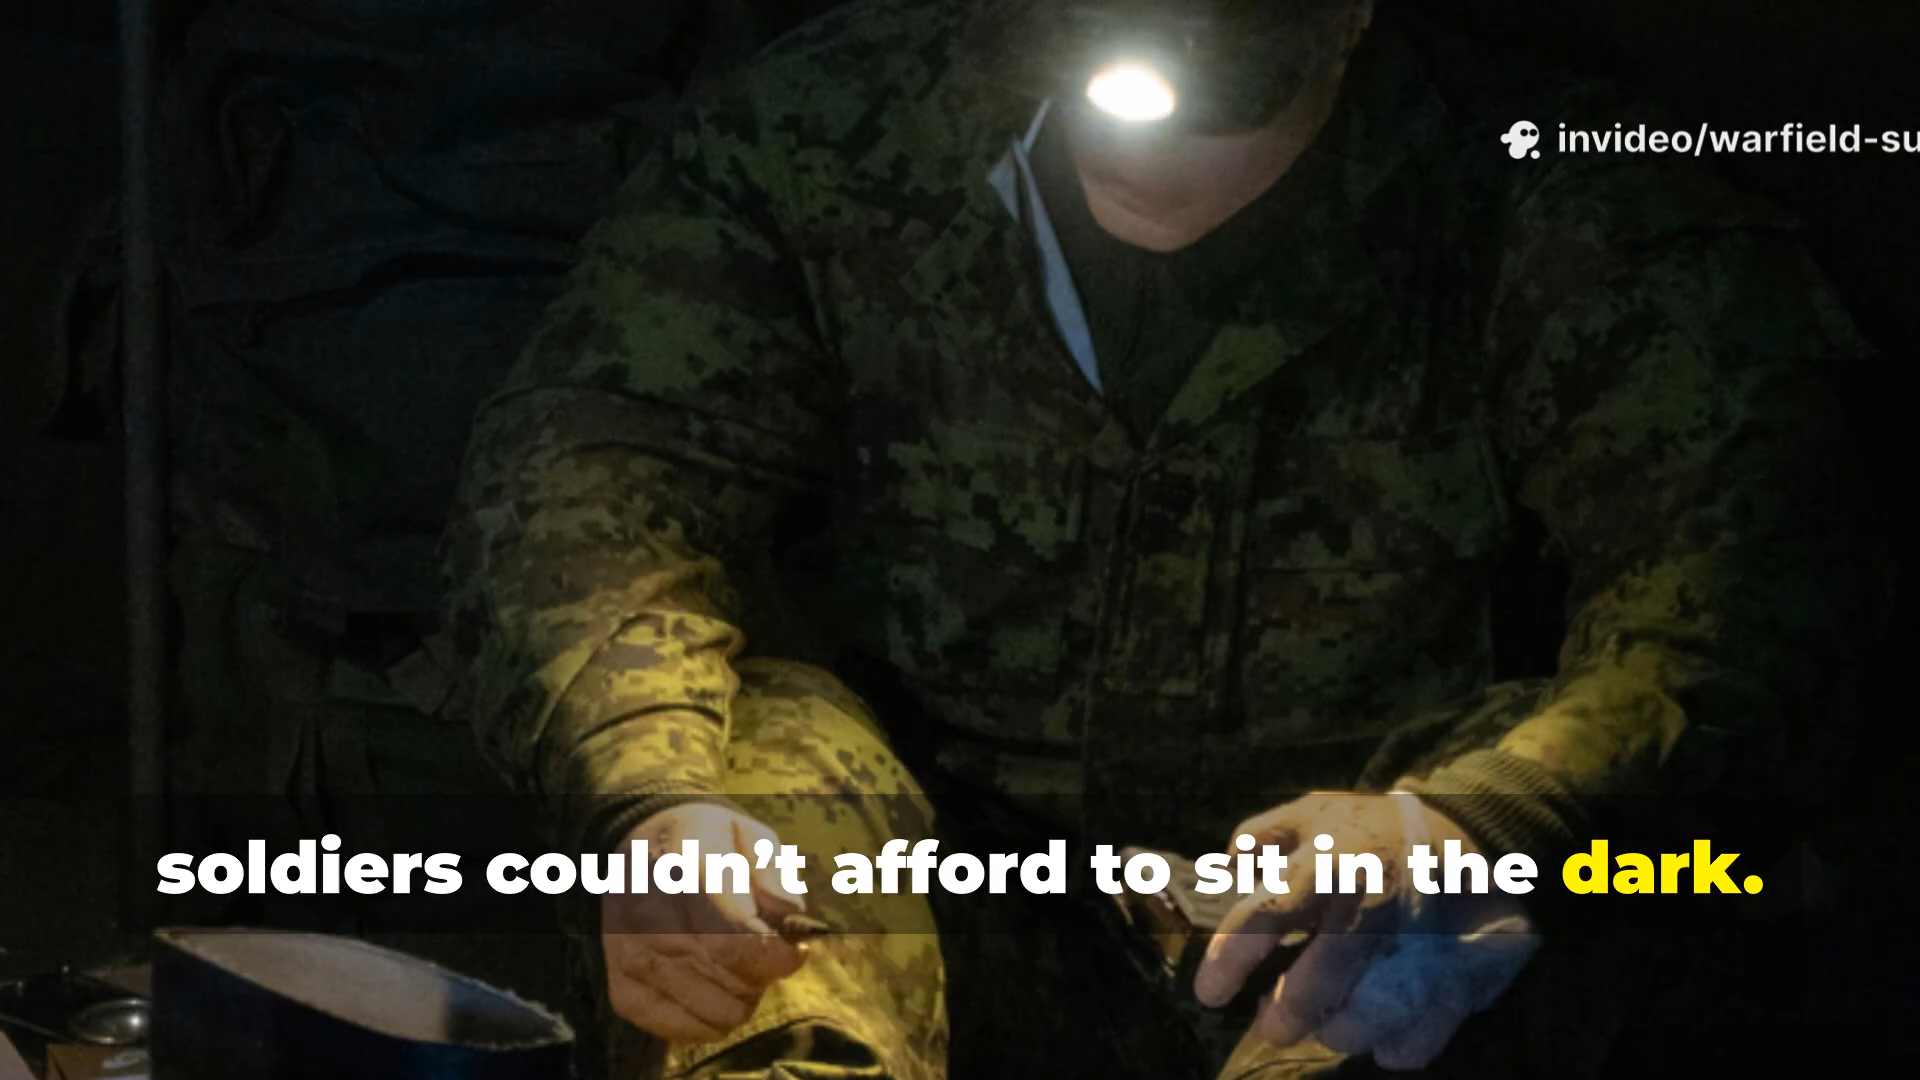 invideo/warfield-su
soldiers couldn’t afford to sit in the dark.